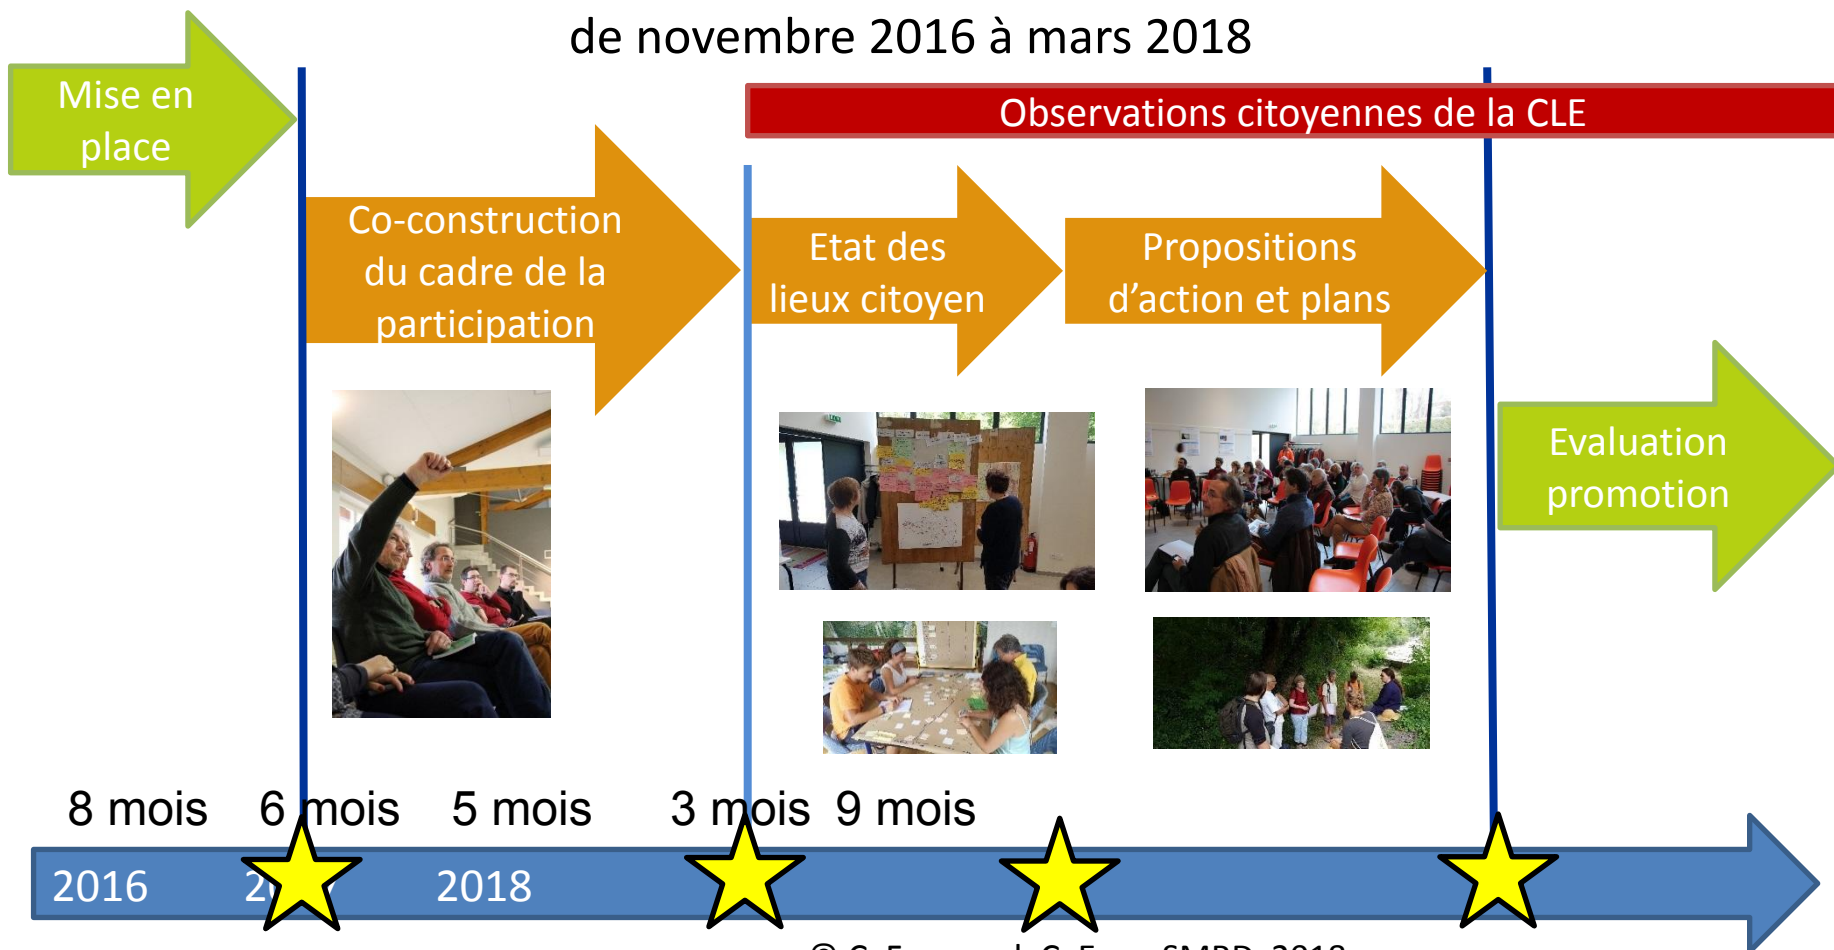 de novembre 2016 à mars 2018
Mise en
place
Observations citoyennes de la CLE
Co-construction
du cadre de la
participation
Etat des
lieux citoyen
Propositions
d’action et plans
Evaluation
promotion
8 mois 6 mois 5 mois 3 mois 9 mois
2016 2018
2018